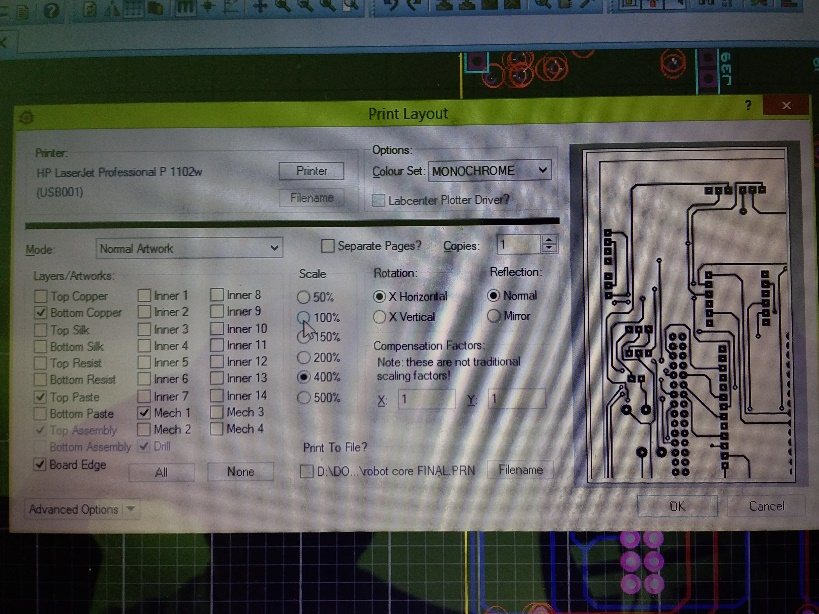 Print Layout
? ×
Printer:
HP LaserJet Professional P 1102w
(USB001)
Printer
Filename
Options:
Colour Set: MONOCHROME
Labcenter Plotter Driver?
Mode: Normal Artwork
Separate Pages? Copies: 1
Layers/Artworks:
Top Copper Inner 1 Inner 8
Bottom Copper Inner 2 Inner 9
Top Silk Inner 3 Inner 10
Bottom Silk Inner 4 Inner 11
Top Resist Inner 5 Inner 12
Bottom Resist Inner 6 Inner 13
Top Paste Inner 7 Inner 14
Bottom Paste Mech 1 Mech 3
Top Assembly Mech 2 Mech 4
Bottom Assembly Drill
Board Edge All None
Scale
50%
100%
150%
200%
400%
500%
Rotation:
X Horizontal
X Vertical
Reflection:
Normal
Mirror
Compensation Factors:
Note: these are not traditional
scaling factors!
X: 1 Y: 1
Print To File?
D:\DO...\robot core FINAL.PRN Filename
Advanced Options
OK Cancel